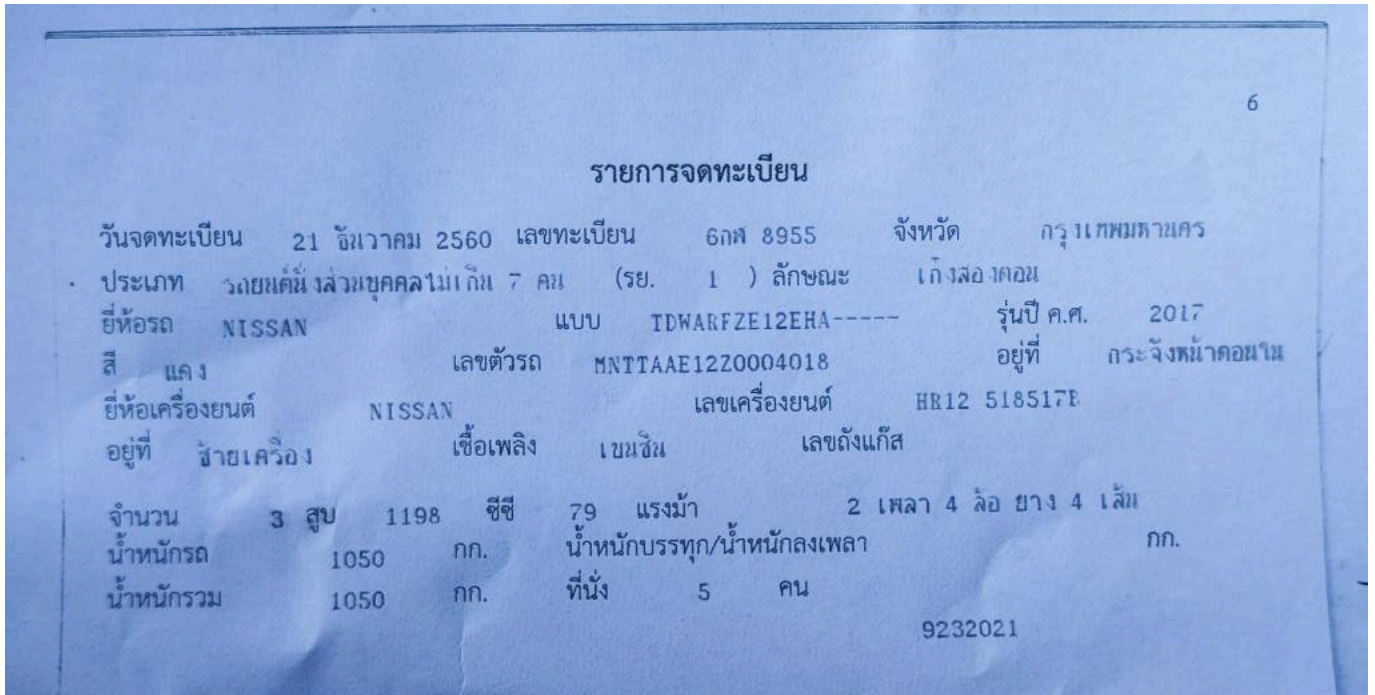 6
รายการจดทะเบียน
วันจดทะเบียน 21 ธันวาคม 2560 เลขทะเบียน 6กศ 8955 จังหวัด กรุงเทพมหานคร
ประเภท รถยนต์นั่งส่วนบุคคลไม่เกิน 7 คน (รย. 1 ) ลักษณะ เก๋งสองตอน
ยี่ห้อรถ NISSAN แบบ TDWARFZE12EHA----- รุ่นปี ค.ศ. 2017
สี แดง เลขตัวรถ MNTTAAE12Z0004018 อยู่ที่ กระจังหน้าตอนใน
ยี่ห้อเครื่องยนต์ NISSAN เลขเครื่องยนต์ HR12 518517B
อยู่ที่ ซ้ายเครื่อง เชื้อเพลิง เบนซิน เลขถังแก๊ส
จำนวน 3 สูบ 1198 ซีซี 79 แรงม้า 2 เพลา 4 ล้อ ยาง 4 เส้น
น้ำหนักรถ 1050 กก. น้ำหนักบรรทุก/น้ำหนักลงเพลา กก.
น้ำหนักรวม 1050 กก. ที่นั่ง 5 คน
9232021